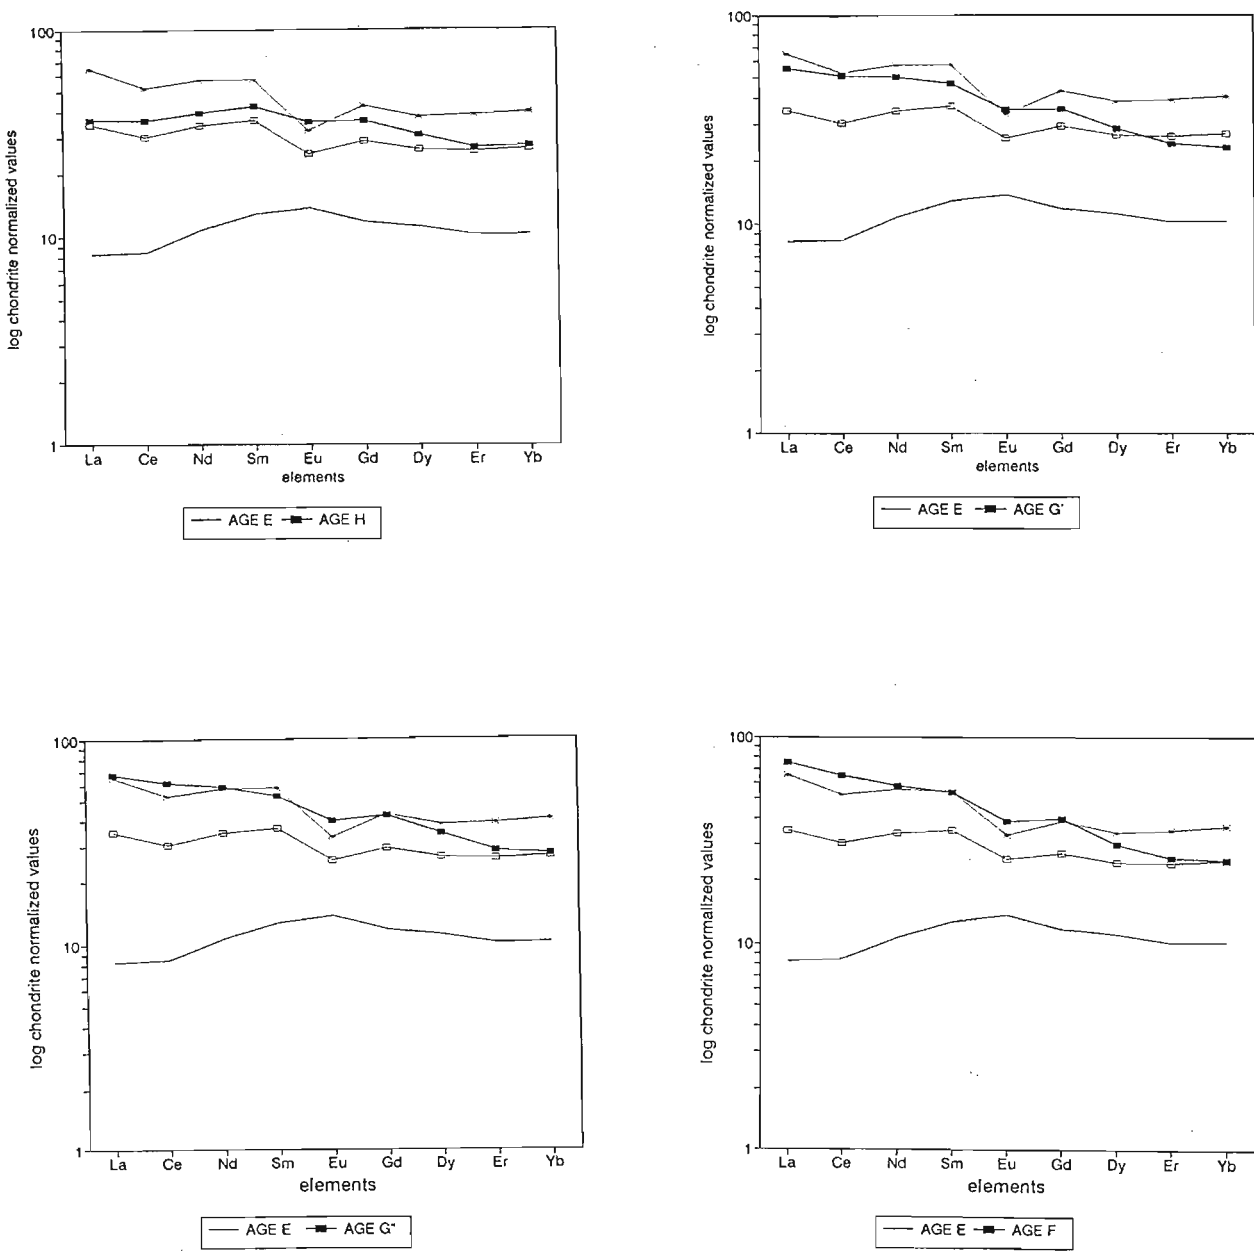 100
10
1
log chondrite normalized values
La Ce Nd Sm Eu Gd Dy Er Yb
elements
AGE E AGE H
100
10
1
log chondrite normalized values
La Ce Nd Sm Eu Gd Dy Er Yb
elements
AGE E AGE G'
100
10
1
log chondrite normalized values
La Ce Nd Sm Eu Gd Dy Er Yb
elements
AGE E AGE G"
100
10
1
log chondrite normalized values
La Ce Nd Sm Eu Gd Dy Er Yb
elements
AGE E AGE F